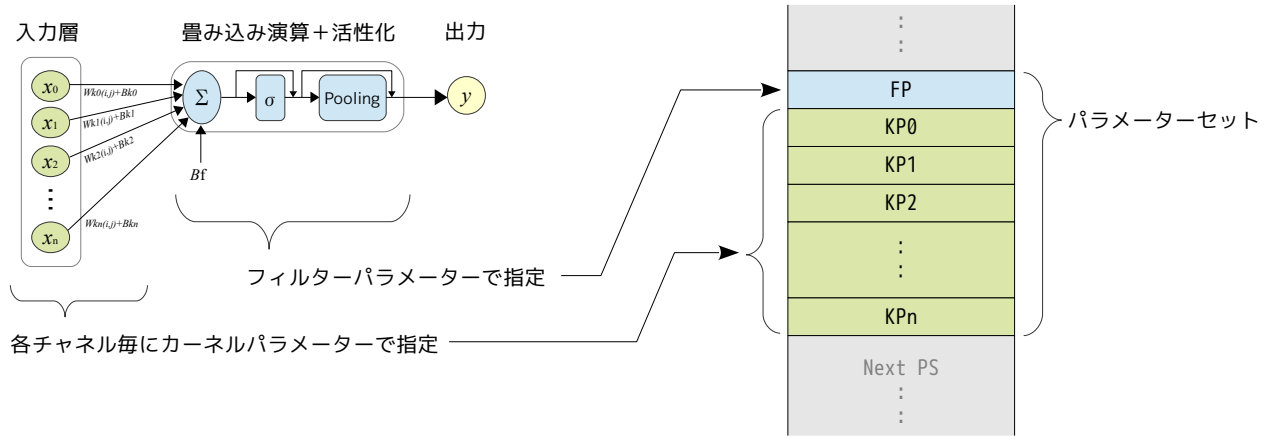 入力層
畳み込み演算＋活性化
出力
x0
x1
x2
⋮
xn
Wk0(i,j)+Bk0
Wk1(i,j)+Bk1
Wk2(i,j)+Bk2
Wkn(i,j)+Bkn
Σ
σ
Pooling
y
Bf
フィルターパラメーターで指定
各チャネル毎にカーネルパラメーターで指定
:
:
FP
KP0
KP1
KP2
:
:
KPn
Next PS
:
:
パラメーターセット